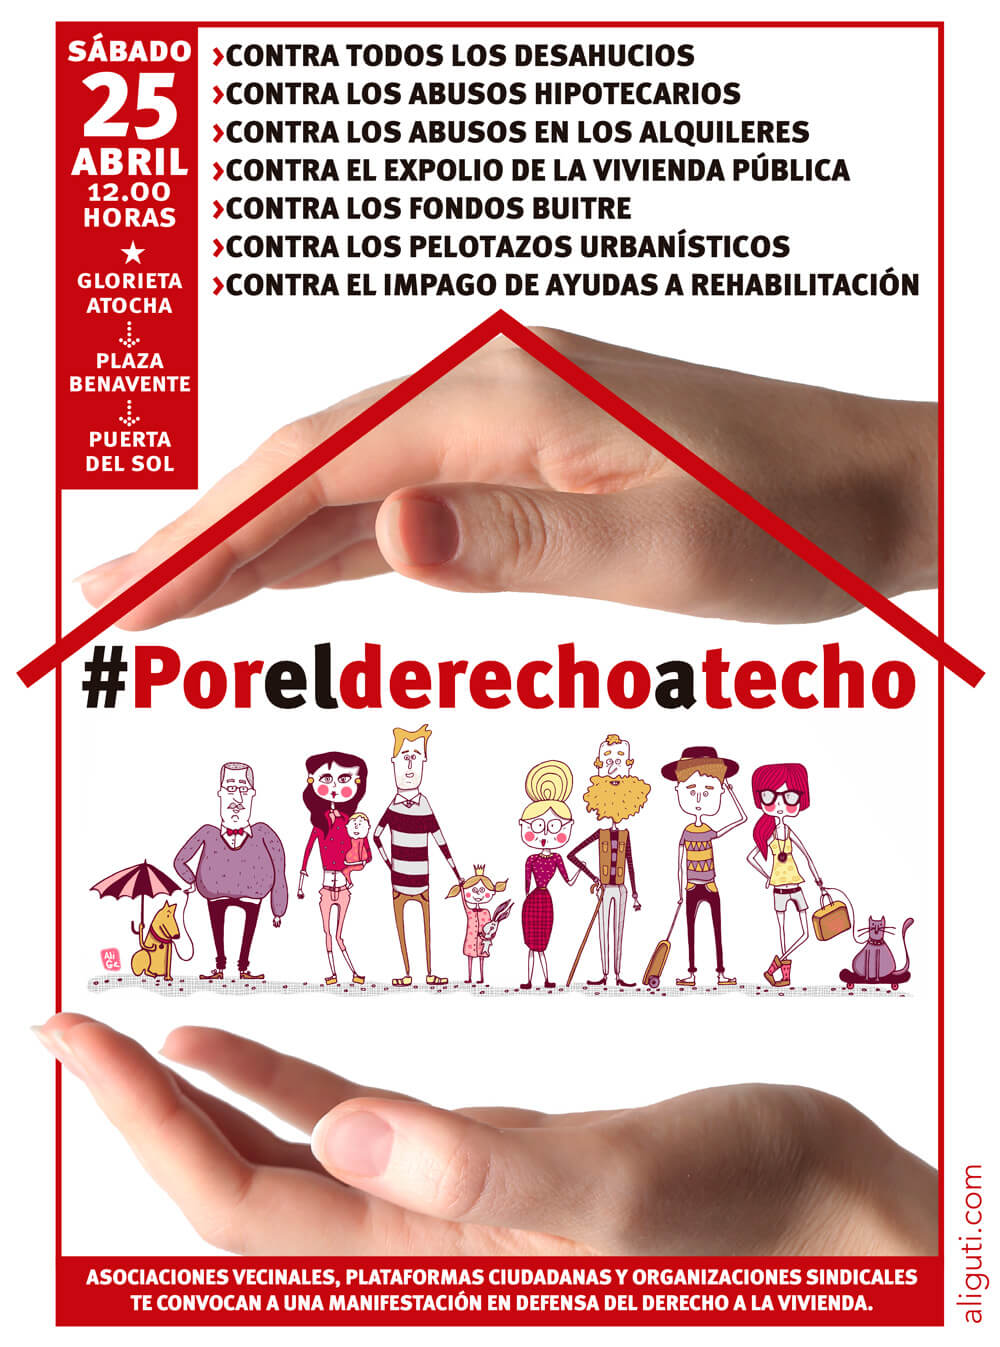 SÁBADO
25
ABRIL
12.00
HORAS
GLORIETA
ATOCHA
PLAZA
BENAVENTE
PUERTA
DEL SOL
›CONTRA TODOS LOS DESAHUCIOS
›CONTRA LOS ABUSOS HIPOTECARIOS
›CONTRA LOS ABUSOS EN LOS ALQUILERES
›CONTRA EL EXPOLIO DE LA VIVIENDA PÚBLICA
›CONTRA LOS FONDOS BUITRE
›CONTRA LOS PELOTAZOS URBANÍSTICOS
›CONTRA EL IMPAGO DE AYUDAS A REHABILITACIÓN
#Porelderechoatecho
ASOCIACIONES VECINALES, PLATAFORMAS CIUDADANAS Y ORGANIZACIONES SINDICALES
TE CONVOCAN A UNA MANIFESTACIÓN EN DEFENSA DEL DERECHO A LA VIVIENDA.
aliguti.com